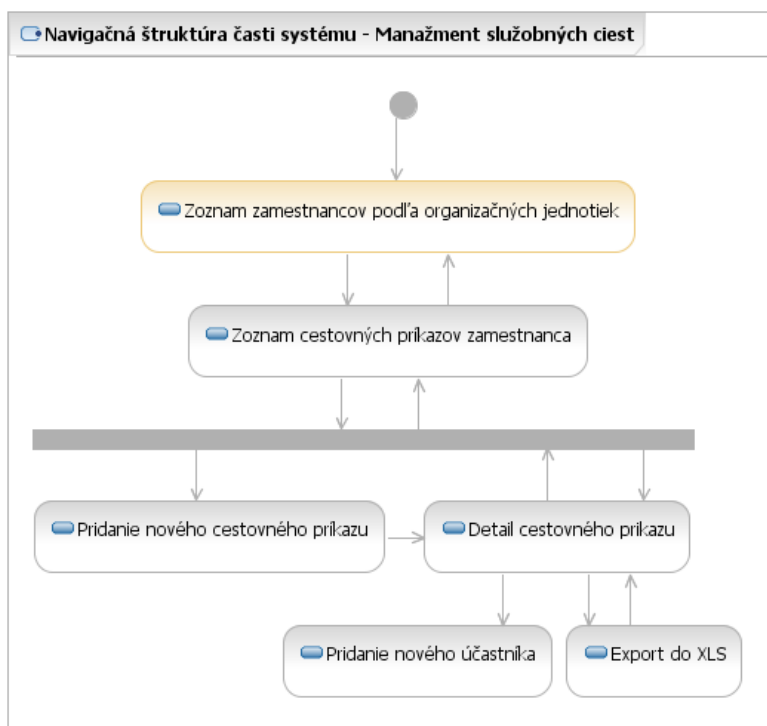 Navigačná štruktúra časti systému - Manažment služobných ciest
Zoznam zamestnancov podľa organizačných jednotiek
Zoznam cestovných príkazov zamestnanca
Pridanie nového cestovného príkazu
Detail cestovného príkazu
Pridanie nového účastníka
Export do XLS